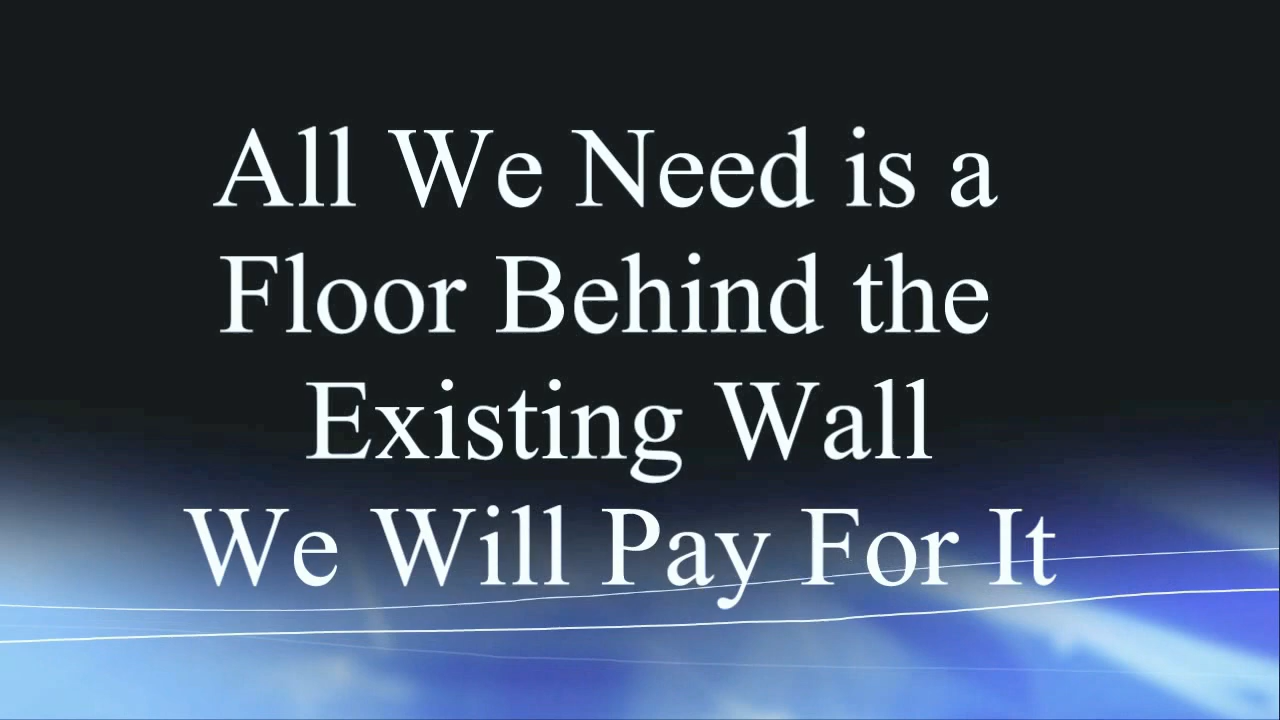 All We Need is a
Floor Behind the
Existing Wall
We Will Pay For It